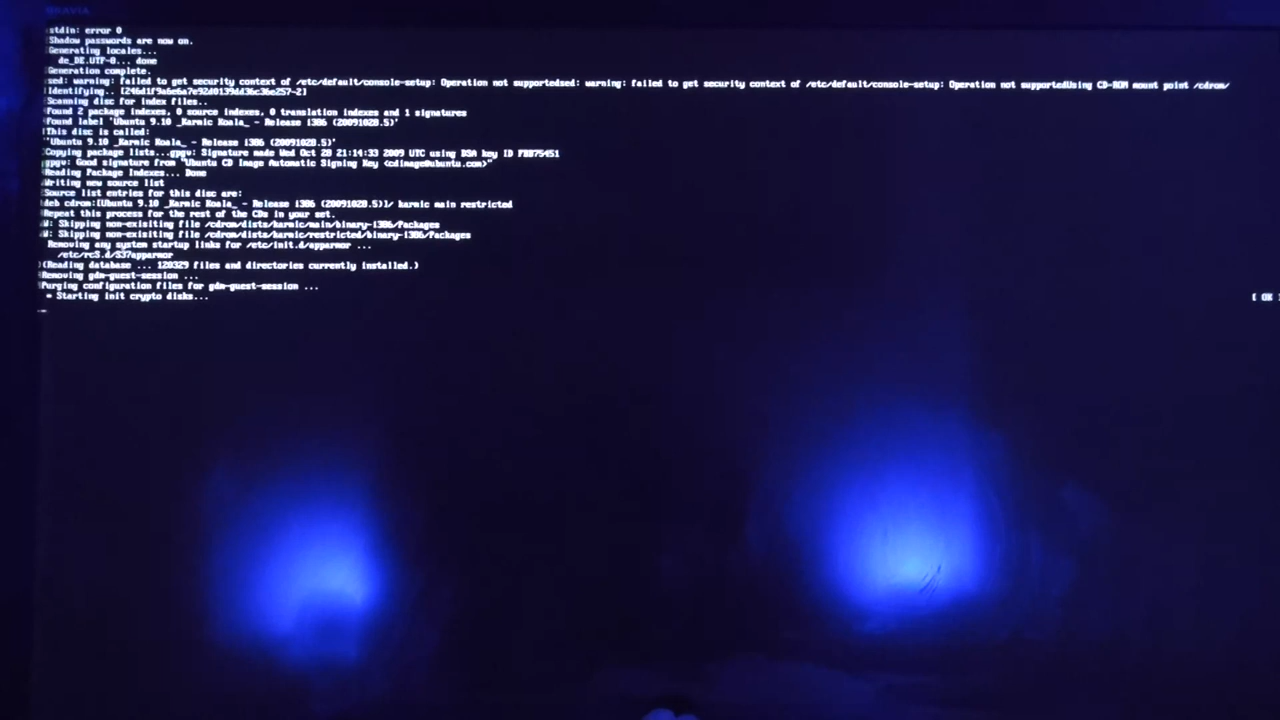 BRAVIA
stdin: error 0
Shadow passwords are now on.
Generating locales...
de_DE.UTF-8... done
Generation complete.
sed: warning: failed to get security context of /etc/default/console-setup: Operation not supportedsed: warning: failed to get security context of /etc/default/console-setup: Operation not supportedUsing CD-ROM mount point /cdrom/
Identifying.. [246d1f9a6e6a7e92d0139dd36c36e257-2]
Scanning disc for index files..
Found 2 package indexes, 0 source indexes, 0 translation indexes and 1 signatures
Found label 'Ubuntu 9.10 _Karmic Koala_ - Release i386 (20091028.5)'
This disc is called:
'Ubuntu 9.10 _Karmic Koala_ - Release i386 (20091028.5)'
Copying package lists...gpgv: Signature made Wed Oct 28 21:14:33 2009 UTC using DSA key ID FBB75451
gpgv: Good signature from "Ubuntu CD Image Automatic Signing Key <cdimage@ubuntu.com>"
Reading Package Indexes... Done
Writing new source list
Source list entries for this disc are:
deb cdrom:[Ubuntu 9.10 _Karmic Koala_ - Release i386 (20091028.5)]/ karmic main restricted
Repeat this process for the rest of the CDs in your set.
W: Skipping non-exisiting file /cdrom/dists/karmic/main/binary-i386/Packages
W: Skipping non-exisiting file /cdrom/dists/karmic/restricted/binary-i386/Packages
Removing any system startup links for /etc/init.d/apparmor ...
/etc/rcS.d/S37apparmor
(Reading database ... 120329 files and directories currently installed.)
Removing gdm-guest-session ...
Purging configuration files for gdm-guest-session ...
* Starting init crypto disks... [ OK ]